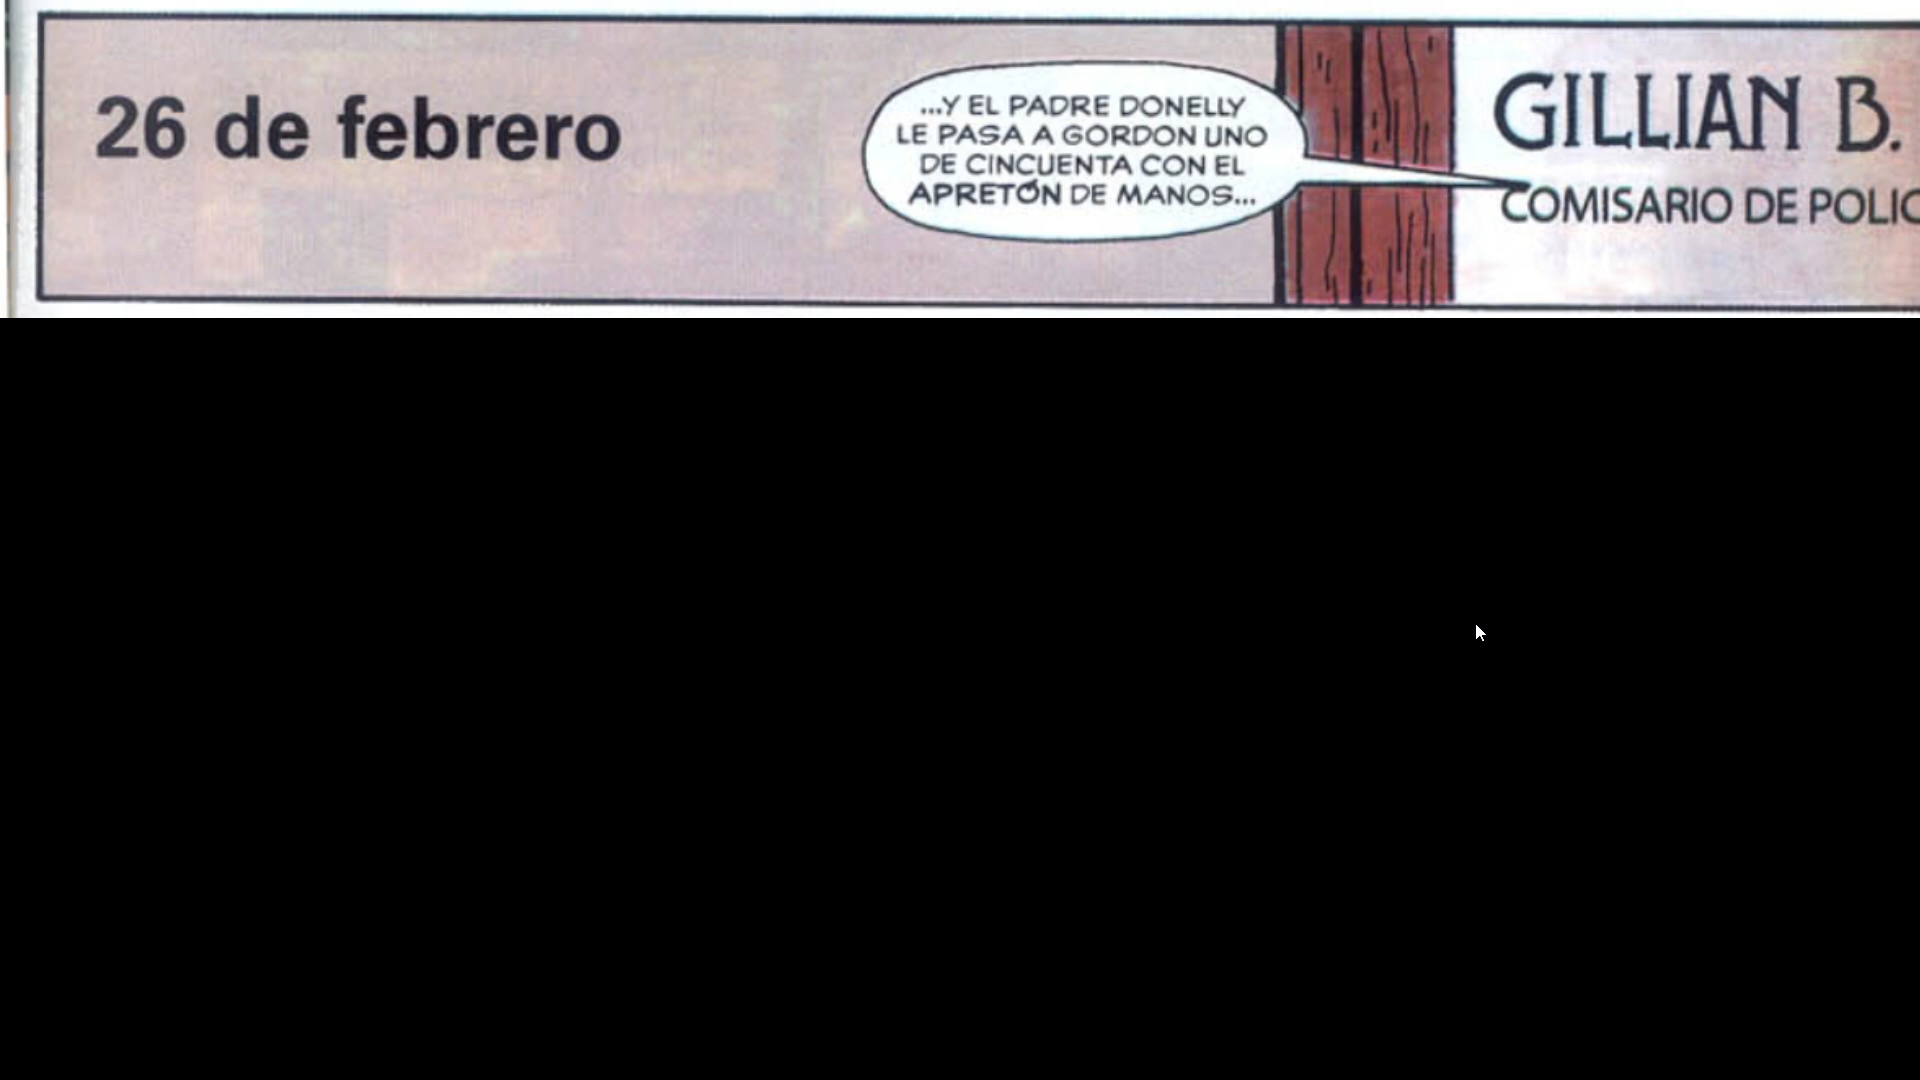 26 de febrero
...Y EL PADRE DONELLY
LE PASA A GORDON UNO
DE CINCUENTA CON EL
APRETÓN DE MANOS...
GILLIAN B.
COMISARIO DE POLIC